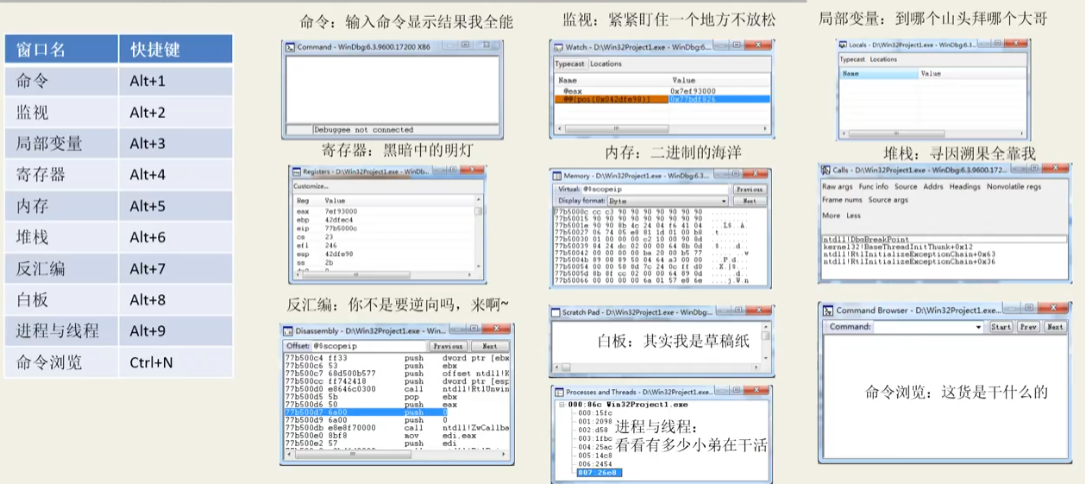 窗口名 快捷键
命令 Alt+1
监视 Alt+2
局部变量 Alt+3
寄存器 Alt+4
内存 Alt+5
堆栈 Alt+6
反汇编 Alt+7
白板 Alt+8
进程与线程 Alt+9
命令浏览 Ctrl+N
命令：输入命令显示结果我全能
Command - WinDbg:6.3.9600.17200 X86
Debuggee not connected
监视：紧紧盯住一个地方不放松
Watch - D:\Win32Project1.exe - WinDbg:6...
Typecast Locations
Name Value
@eax 0x7ef93000
@@(poi(0x042dfe98)) 0x77bdf826
局部变量：到哪个山头拜哪个大哥
Locals - D:\Win32Project1.exe - WinDbg:6.3...
Typecast Locations
Name Value
寄存器：黑暗中的明灯
Registers - D:\Win32Project1.exe - WinDb...
Customize...
Reg Value
eax 7ef93000
ebp 42dfec4
eip 77b5000c
cs 23
efl 246
esp 42dfe98
ss 2b
内存：二进制的海洋
Memory - D:\Win32Project1.exe - WinDbg:6.3...
Virtual: @$scopeip Previous
Display format: Byte Next
77b5000c cc c3 90 90 90 90 90 90 90
77b50015 90 90 90 90 90 90 90 90 90
77b5001e 90 90 8b 4c 24 04 f6 41 04
77b50027 06 74 05 e8 81 1d 01 00 b8
77b50030 01 00 00 00 c2 10 00 90 8d
77b50039 84 24 dc 02 00 00 64 8b 0d
77b50042 00 00 00 00 ba 20 00 b5 77
77b5004b 89 08 89 50 04 64 a3 00 00
77b50054 00 00 58 8d 7c 24 0c ff d0
77b5005d 8b 8f cc 02 00 00 64 89 0d
77b50066 00 00 00 00 6a 01 57 e8 6e
堆栈：寻因溯果全靠我
Calls - D:\Win32Project1.exe - WinDbg:6.3.9600.172...
Raw args Func info Source Addrs Headings Nonvolatile regs
Frame nums Source args
More Less
ntdll!DbgBreakPoint
kernel32!BaseThreadInitThunk+0x12
ntdll!RtlInitializeExceptionChain+0x63
ntdll!RtlInitializeExceptionChain+0x36
反汇编：你不是要逆向吗，来啊~
Disassembly - D:\Win32Project1.exe - Win...
Offset: @$scopeip Previous Next
77b500c4 ff33 push dword ptr [ebx
77b500c6 53 push ebx
77b500c7 68d500b577 push offset ntdll!K
77b500cc ff742418 push dword ptr [esp
77b500d0 e8646c0300 call ntdll!RtlUnwin
77b500d5 5b pop ebx
77b500d6 50 push eax
77b500d7 6a00 push 0
77b500d9 6a00 push 0
77b500db e8e8f70000 call ntdll!ZwCallba
77b500e0 8bf8 mov edi,eax
77b500e2 57 push edi
Scratch Pad - D:\Win32Project1.exe - WinDbg:...
白板：其实我是草稿纸
Processes and Threads - D:\Win32Project1.exe...
000:86c Win32Project1.exe
000:15fc
001:2098
002:d58
003:1fbc
004:25ac
005:14c8
006:2454
007:26e8
进程与线程：
看看有多少小弟在干活
Command Browser - D:\Win32Project1.exe - WinDb...
Command: Start Prev Next
命令浏览：这货是干什么的